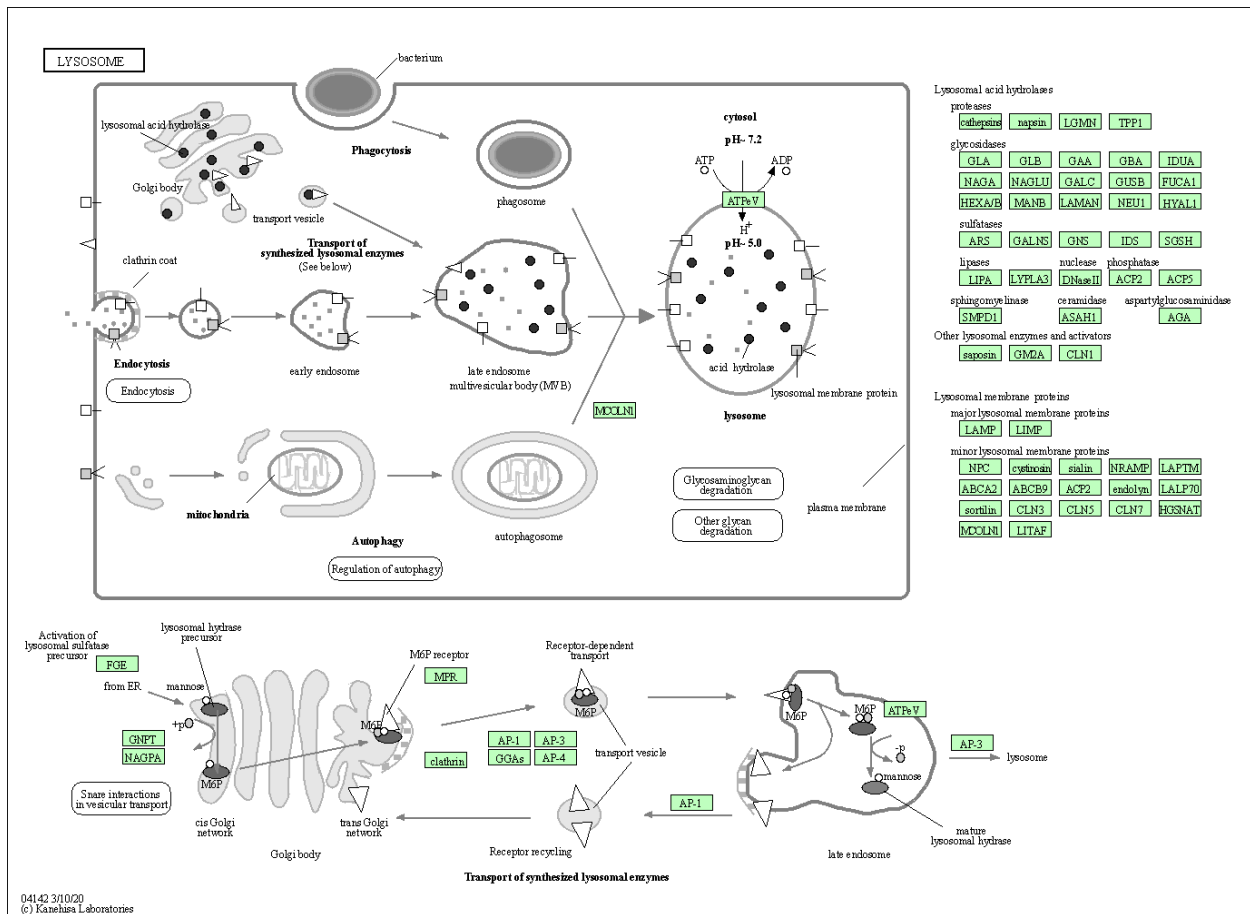 LYSOSOME
bacterium
lysosomal acid hydrolase
Golgi body
Phagocytosis
phagosome
transport vesicle
Transport of
synthesized lysosomal enzymes
(See below)
cytosol
pH~ 7.2
ATP
ADP
ATPeV
H+
pH~ 5.0
clathrin coat
Endocytosis
Endocytosis
early endosome
late endosome
multivesicular body (MVB)
acid hydrolase
lysosomal membrane protein
lysosome
MCOLN1
mitochondria
Autophagy
Regulation of autophagy
autophagosome
Glycosaminoglycan
degradation
Other glycan
degradation
plasma membrane
Lysosomal acid hydrolases
proteases
cathepsins napsin LGMN TPP1
glycosidases
GLA GLB GAA GBA IDUA
NAGA NAGLU GALC GUSB FUCA1
HEXA/B MANB LAMAN NEU1 HYAL1
sulfatases
ARS GALNS GNS IDS SGSH
lipases nuclease phosphatase
LIPA LYPLA3 DNaseII ACP2 ACP5
sphingomyelinase ceramidase aspartylglucosaminidase
SMPD1 ASAH1 AGA
Other lysosomal enzymes and activators
saposin GM2A CLN1
Lysosomal membrane proteins
major lysosomal membrane proteins
LAMP LIMP
minor lysosomal membrane proteins
NPC cystinosin sialin NRAMP LAPTM
ABCA2 ABCB9 ACP2 endolyn LALP70
sortilin CLN3 CLN5 CLN7 HGSNAT
MCOLN1 LITAF
Activation of
lysosomal sulfatase
precursor
FGE
lysosomal hydrase
precursor
from ER
mannose
+p
GNPT
NAGPA
M6P
Snare interactions
in vesicular transport
cis Golgi
network
Golgi body
trans Golgi
network
M6P receptor
MPR
M6P
clathrin
AP-1 AP-3
GGAs AP-4
Receptor-dependent
transport
M6P
transport vesicle
Receptor recycling
AP-1
M6P
M6P
ATPeV
-p
mannose
AP-3
lysosome
mature
lysosomal hydrase
late endosome
Transport of synthesized lysosomal enzymes
04142 3/10/20
(c) Kanehisa Laboratories